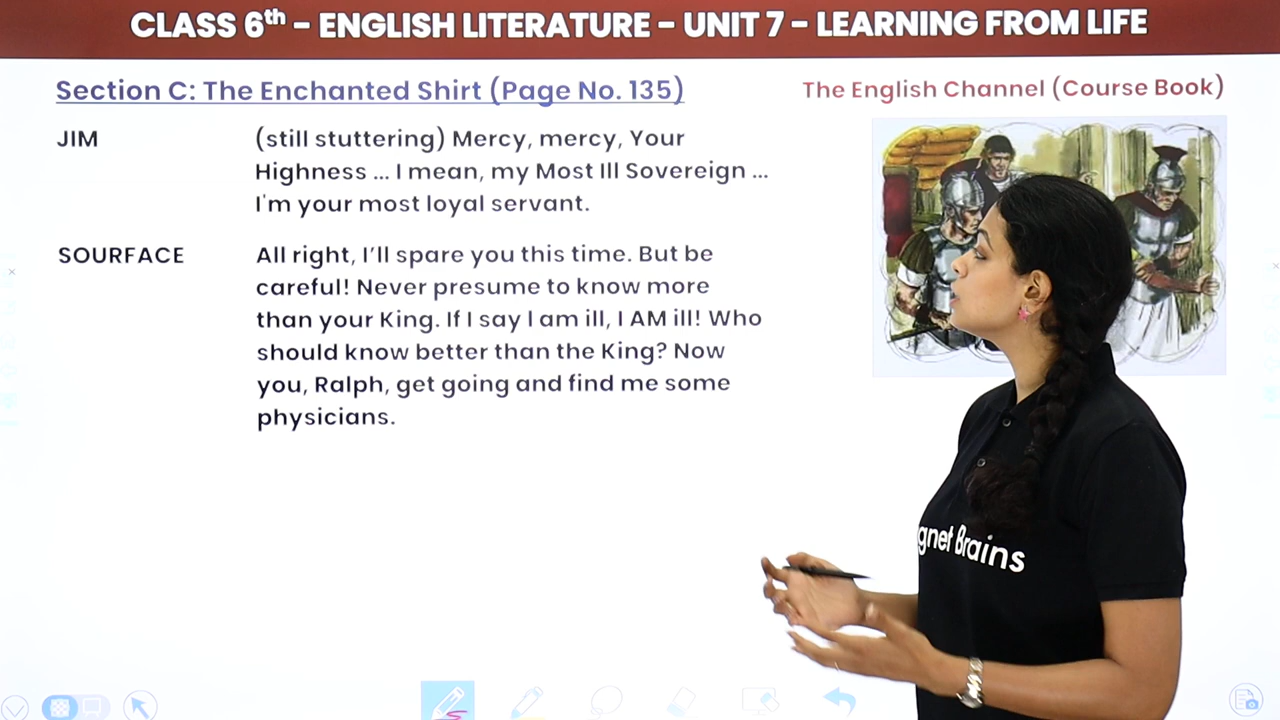 CLASS 6th – ENGLISH LITERATURE – UNIT 7 – LEARNING FROM LIFE
Section C: The Enchanted Shirt (Page No. 135)
The English Channel (Course Book)
JIM
(still stuttering) Mercy, mercy, Your
Highness ... I mean, my Most Ill Sovereign ...
I'm your most loyal servant.
SOURFACE
All right, I’ll spare you this time. But be
careful! Never presume to know more
than your King. If I say I am ill, I AM ill! Who
should know better than the King? Now
you, Ralph, get going and find me some
physicians.
gnet Brains